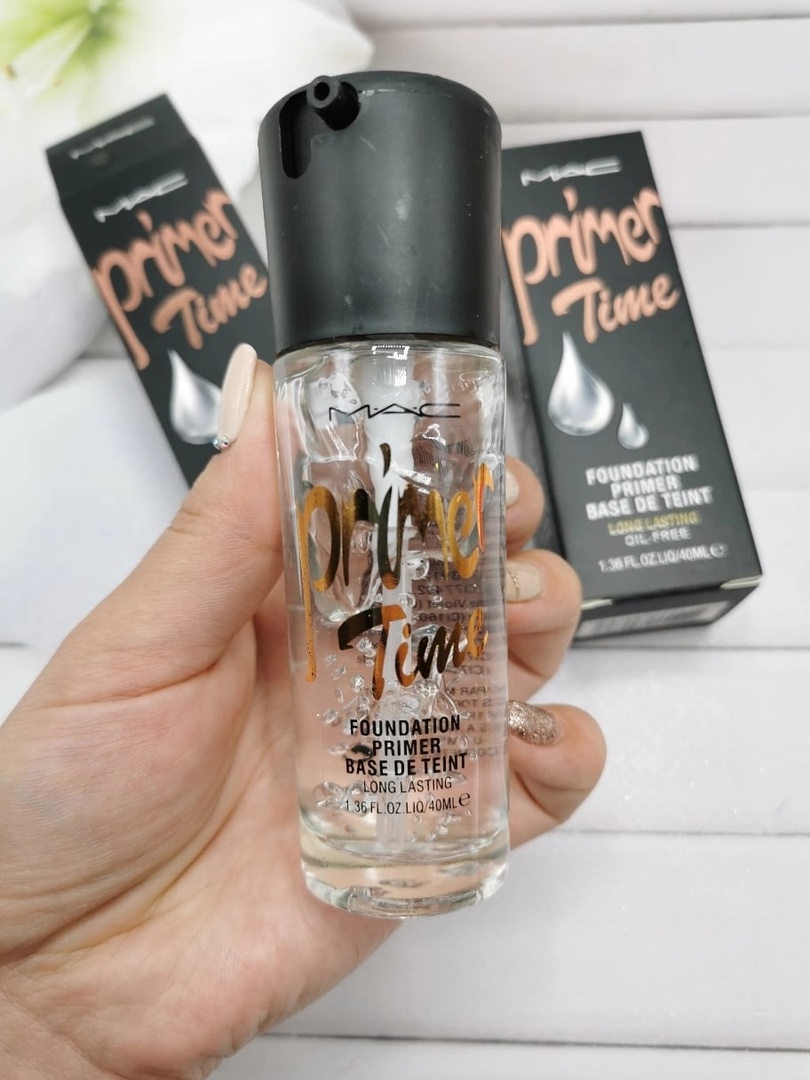 MAC
primer
Time
MAC
primer
Time
FOUNDATION
PRIMER
BASE DE TEINT
LONG LASTING
1.36 FL.OZ.LIQ/40ML℮
MAC
primer
Time
FOUNDATION
PRIMER
BASE DE TEINT
LONG LASTING
OIL-FREE
1.36 FL.OZ.LIQ/40ML℮